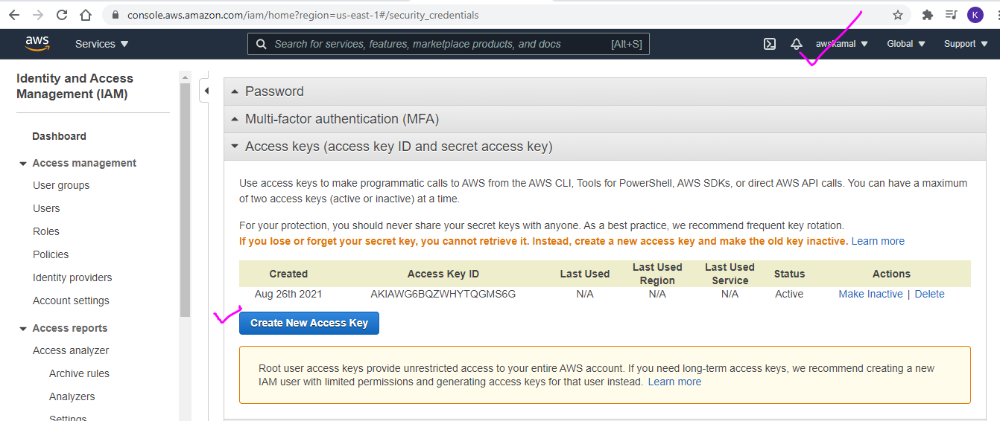 console.aws.amazon.com/iam/home?region=us-east-1#/security_credentials
K
aws
Services
Search for services, features, marketplace products, and docs
[Alt+S]
awskamal
Global
Support
Identity and Access
Management (IAM)
Dashboard
Access management
User groups
Users
Roles
Policies
Identity providers
Account settings
Access reports
Access analyzer
Archive rules
Analyzers
Settings
Password
Multi-factor authentication (MFA)
Access keys (access key ID and secret access key)
Use access keys to make programmatic calls to AWS from the AWS CLI, Tools for PowerShell, AWS SDKs, or direct AWS API calls. You can have a maximum
of two access keys (active or inactive) at a time.
For your protection, you should never share your secret keys with anyone. As a best practice, we recommend frequent key rotation.
If you lose or forget your secret key, you cannot retrieve it. Instead, create a new access key and make the old key inactive. Learn more
Created Access Key ID Last Used Last Used Region Last Used Service Status Actions
Aug 26th 2021 AKIAWG6BQZWHYTQGMS6G N/A N/A N/A Active Make Inactive | Delete
Create New Access Key
Root user access keys provide unrestricted access to your entire AWS account. If you need long-term access keys, we recommend creating a new
IAM user with limited permissions and generating access keys for that user instead. Learn more